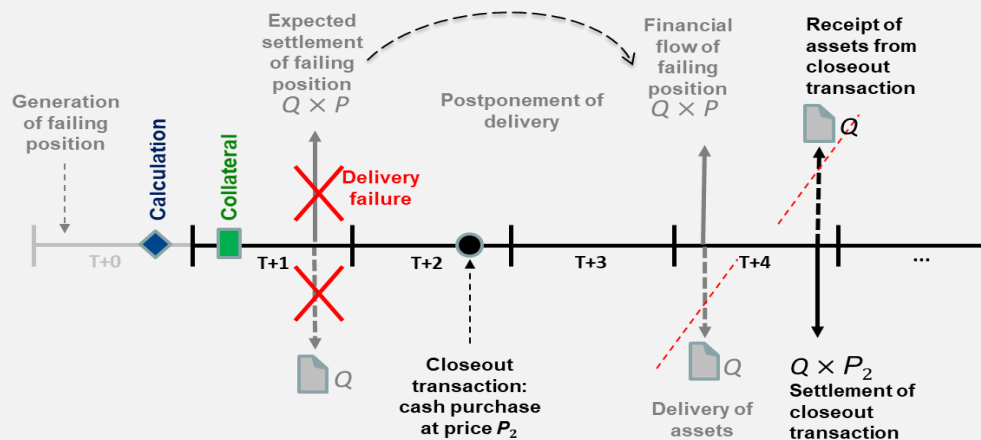 Expected
settlement
of failing
position
Q × P
Financial
flow of
failing
position
Q × P
Receipt of
assets from
closeout
transaction
Q
Generation
of failing
position
Calculation
Collateral
Postponement of
delivery
Delivery
failure
T+0
T+1
T+2
T+3
T+4
...
Q
Closeout
transaction:
cash purchase
at price P₂
Q
Delivery of
assets
Q × P₂
Settlement of
closeout
transaction